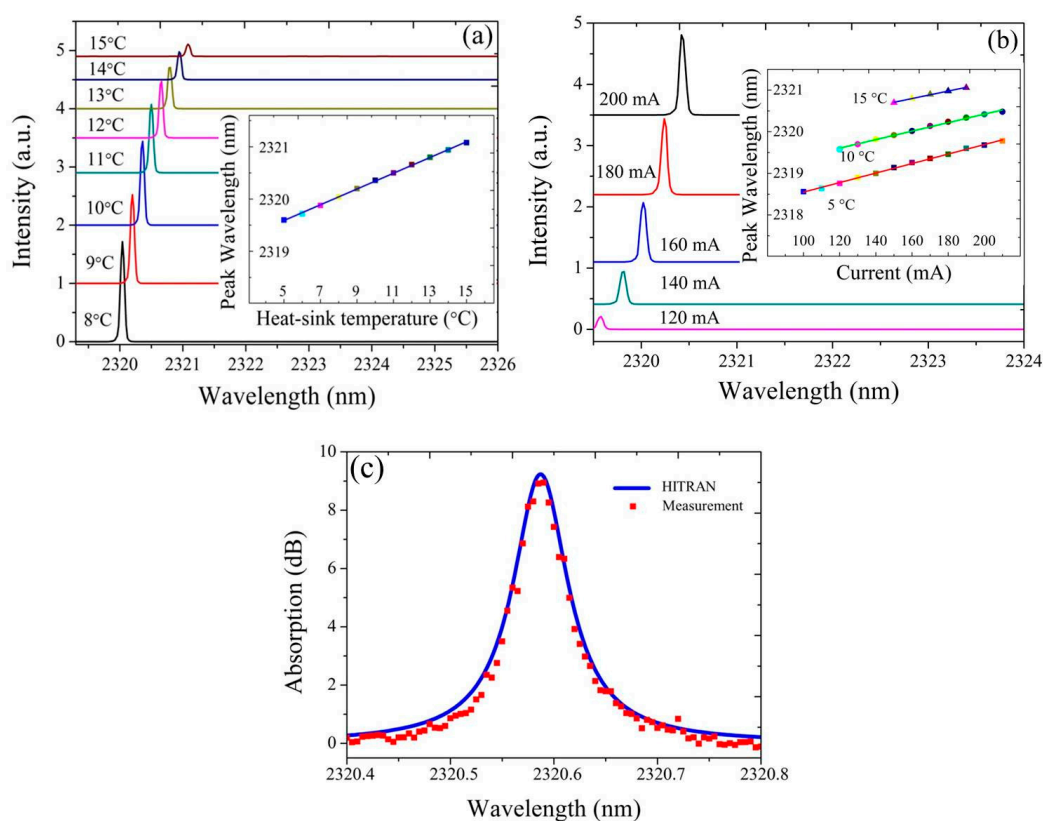 (a)
Intensity (a.u.)
5
4
3
2
1
0
15°C
14°C
13°C
12°C
11°C
10°C
9°C
8°C
Peak Wavelength (nm)
2321
2320
2319
5 7 9 11 13 15
Heat-sink temperature (°C)
2320 2321 2322 2323 2324 2325 2326
Wavelength (nm)
(b)
Intensity (a.u.)
5
4
3
2
1
0
200 mA
180 mA
160 mA
140 mA
120 mA
Peak Wavelength (nm)
2321
2320
2319
2318
15 °C
10 °C
5 °C
100 120 140 160 180 200
Current (mA)
2320 2321 2322 2323 2324
Wavelength (nm)
(c)
Absorption (dB)
10
8
6
4
2
0
HITRAN
Measurement
2320.4 2320.5 2320.6 2320.7 2320.8
Wavelength (nm)